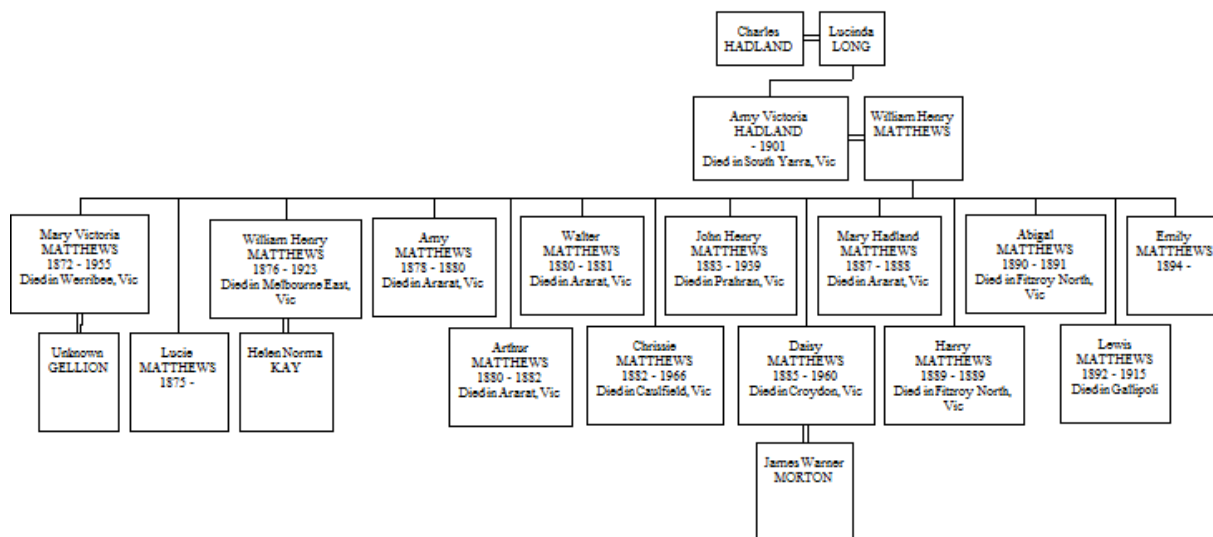 Charles
HADLAND
Lucinda
LONG
Amy Victoria
HADLAND
- 1901
Died in South Yarra, Vic
William Henry
MATTHEWS
Mary Victoria
MATTHEWS
1872 - 1955
Died in Werribee, Vic
William Henry
MATTHEWS
1876 - 1923
Died in Melbourne East,
Vic
Amy
MATTHEWS
1878 - 1880
Died in Ararat, Vic
Walter
MATTHEWS
1880 - 1881
Died in Ararat, Vic
John Henry
MATTHEWS
1883 - 1939
Died in Prahran, Vic
Mary Hadland
MATTHEWS
1887 - 1888
Died in Ararat, Vic
Abigal
MATTHEWS
1890 - 1891
Died in Fitzroy North,
Vic
Emily
MATTHEWS
1894 -
Unknown
GELLION
Lucie
MATTHEWS
1875 -
Helen Norma
KAY
Arthur
MATTHEWS
1880 - 1882
Died in Ararat, Vic
Chrissie
MATTHEWS
1882 - 1966
Died in Caulfield, Vic
Daisy
MATTHEWS
1885 - 1960
Died in Croydon, Vic
Harry
MATTHEWS
1889 - 1889
Died in Fitzroy North,
Vic
Lewis
MATTHEWS
1892 - 1915
Died in Gallipoli
James Warner
MORTON